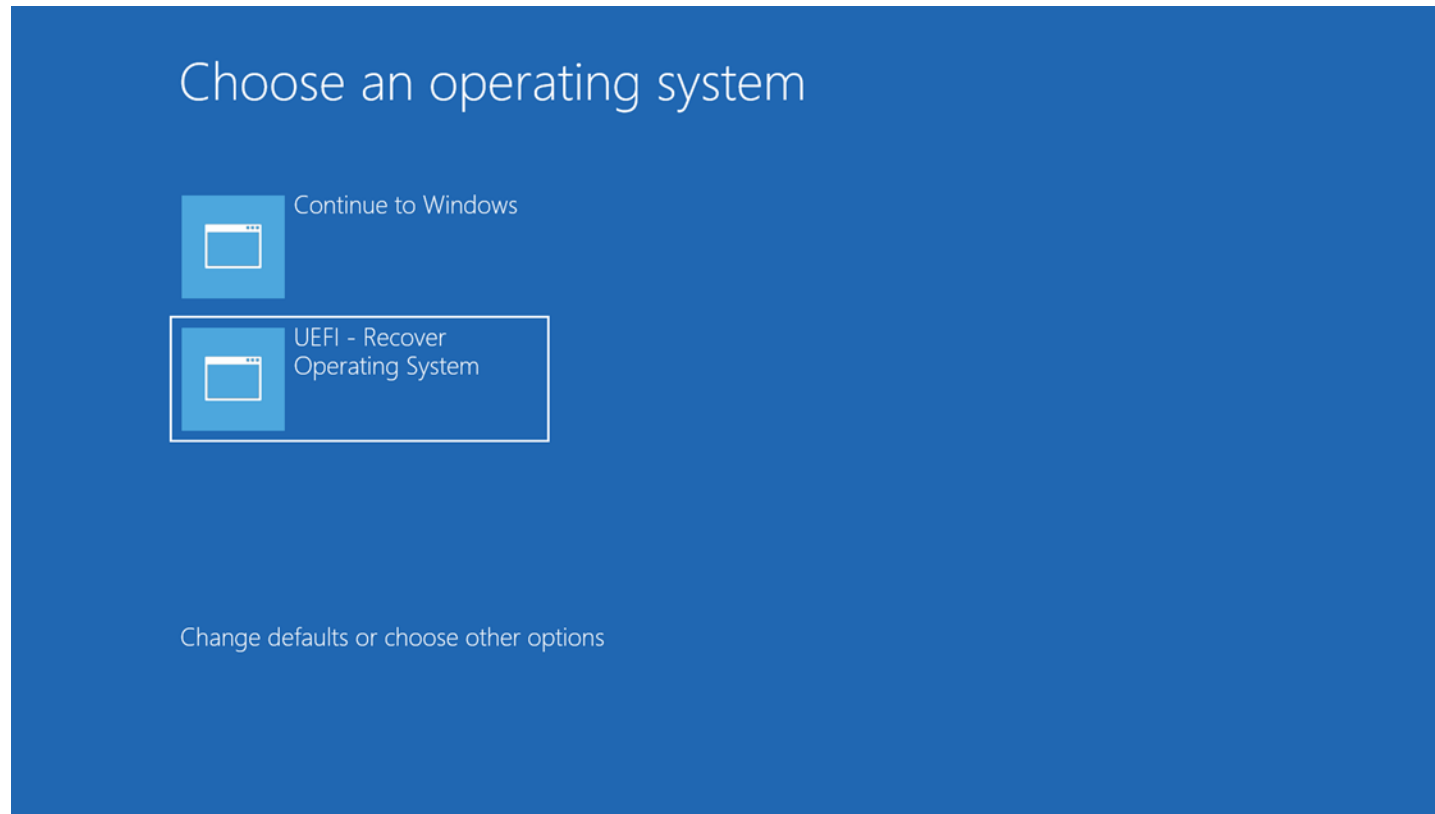 Choose an operating system
Continue to Windows
UEFI - Recover
Operating System
Change defaults or choose other options